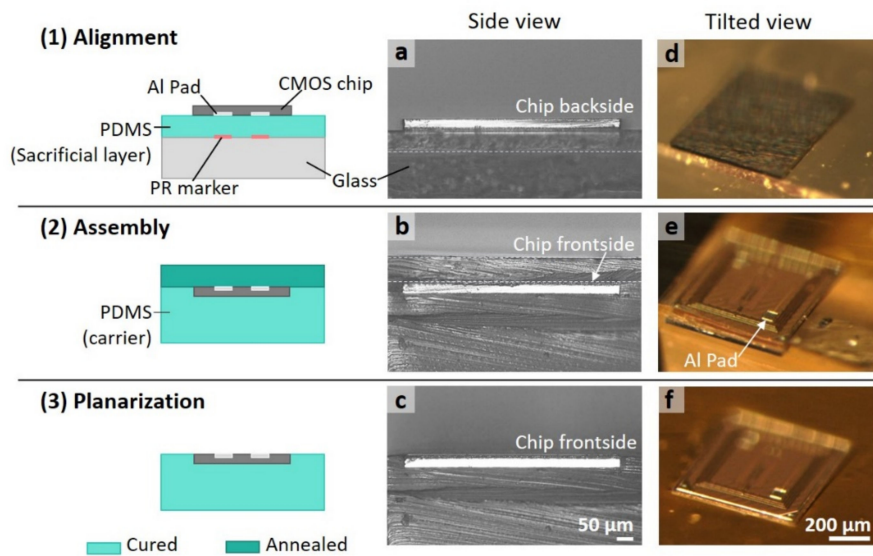 Side view
Tilted view
(1) Alignment
Al Pad
CMOS chip
PDMS
(Sacrificial layer)
PR marker
Glass
a
Chip backside
d
(2) Assembly
PDMS
(carrier)
b
Chip frontside
e
Al Pad
(3) Planarization
c
Chip frontside
50 µm
f
200 µm
Cured
Annealed